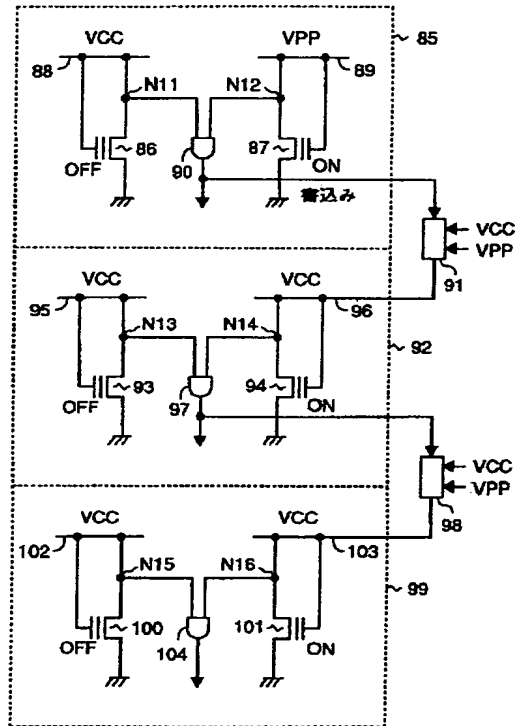 VCC VPP 85
88 N11 N12 89
86 87
OFF 90 ON
書込み
VCC
VPP
91
VCC VCC
95 N13 N14 96
92
93 94
OFF 97 ON
VCC
VPP
98
VCC VCC
102 N15 N16 103
99
100 101
OFF 104 ON